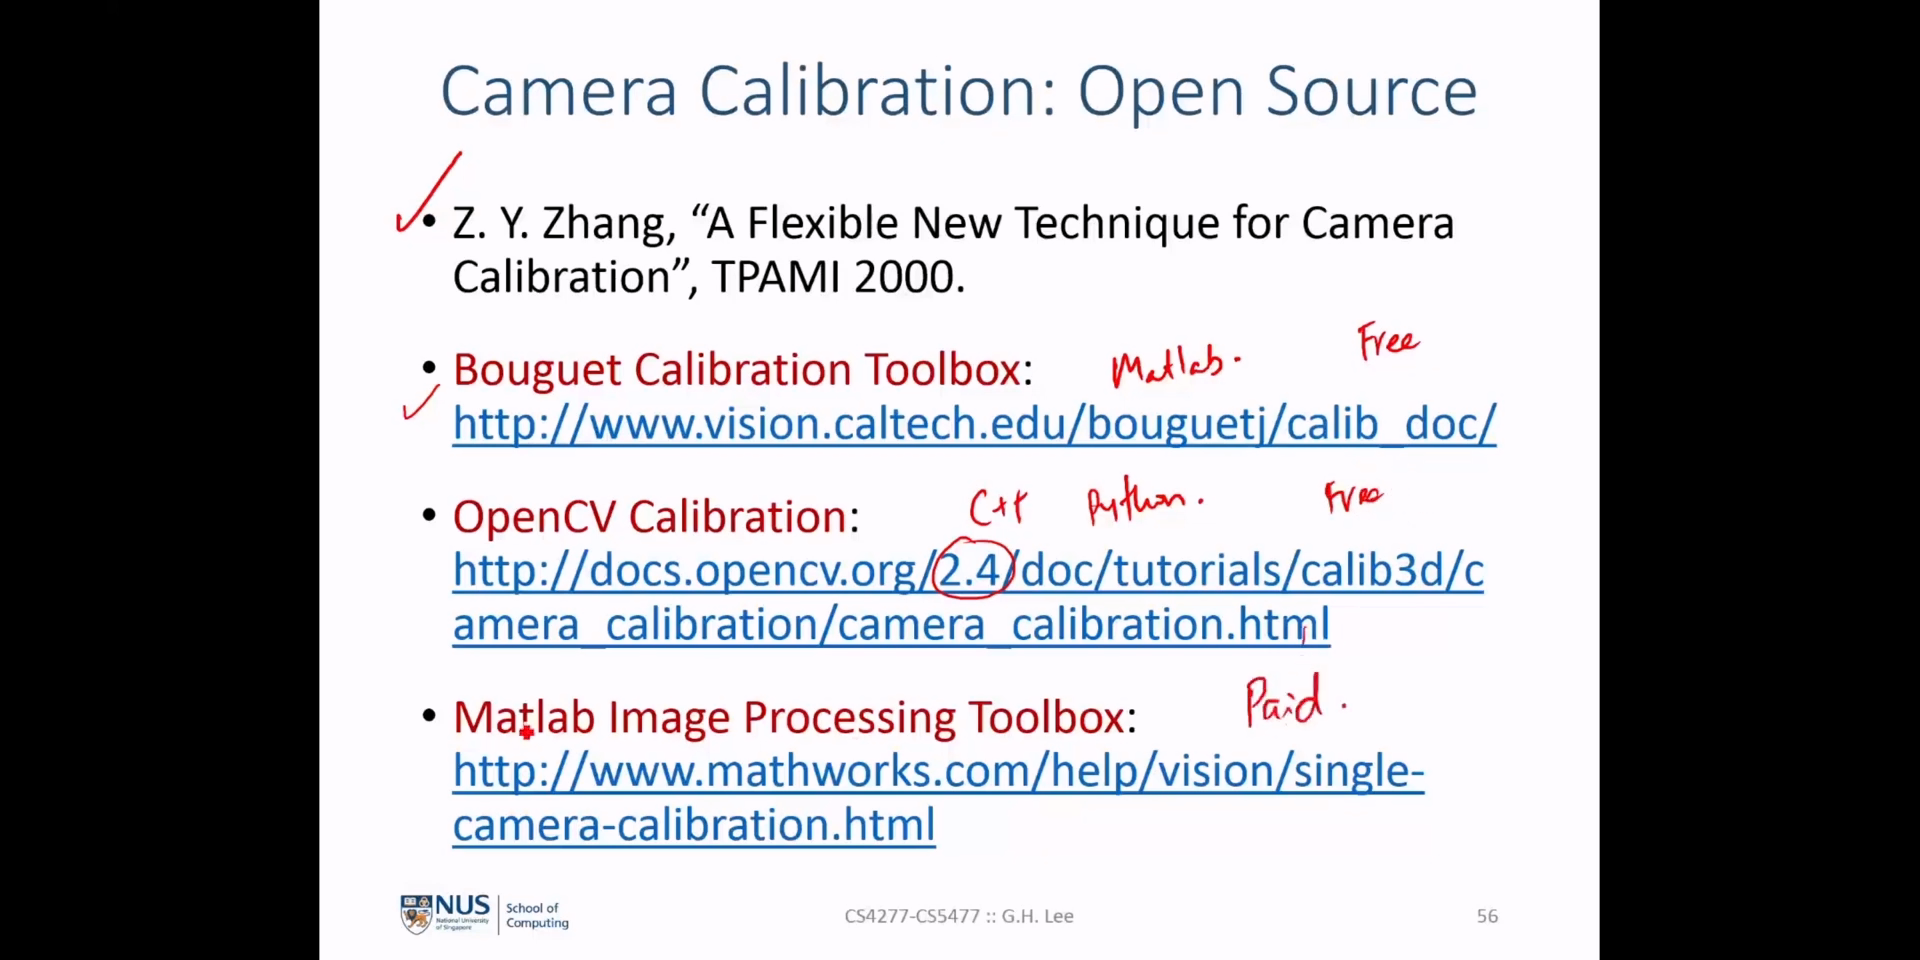 Camera Calibration: Open Source
• Z. Y. Zhang, “A Flexible New Technique for Camera
Calibration”, TPAMI 2000.
Free
• Bouguet Calibration Toolbox: Matlab.
http://www.vision.caltech.edu/bouguetj/calib_doc/
• OpenCV Calibration: C++ Python. Free
http://docs.opencv.org/2.4/doc/tutorials/calib3d/c
amera_calibration/camera_calibration.html
• Matlab Image Processing Toolbox: Paid.
http://www.mathworks.com/help/vision/single-
camera-calibration.html
NUS
National University
of Singapore
School of
Computing
CS4277-CS5477 :: G.H. Lee
56